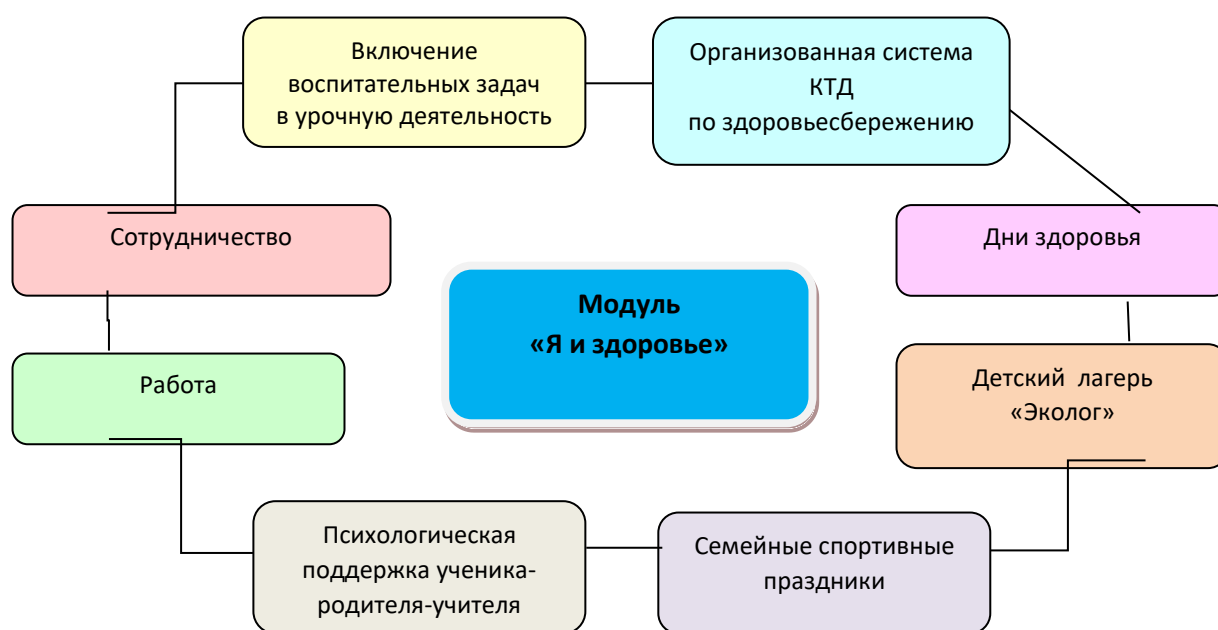 Включение
воспитательных задач
в урочную деятельность
Организованная система
КТД
по здоровьесбережению
Сотрудничество
Дни здоровья
Модуль
«Я и здоровье»
Работа
Детский лагерь
«Эколог»
Психологическая
поддержка ученика-
родителя-учителя
Семейные спортивные
праздники